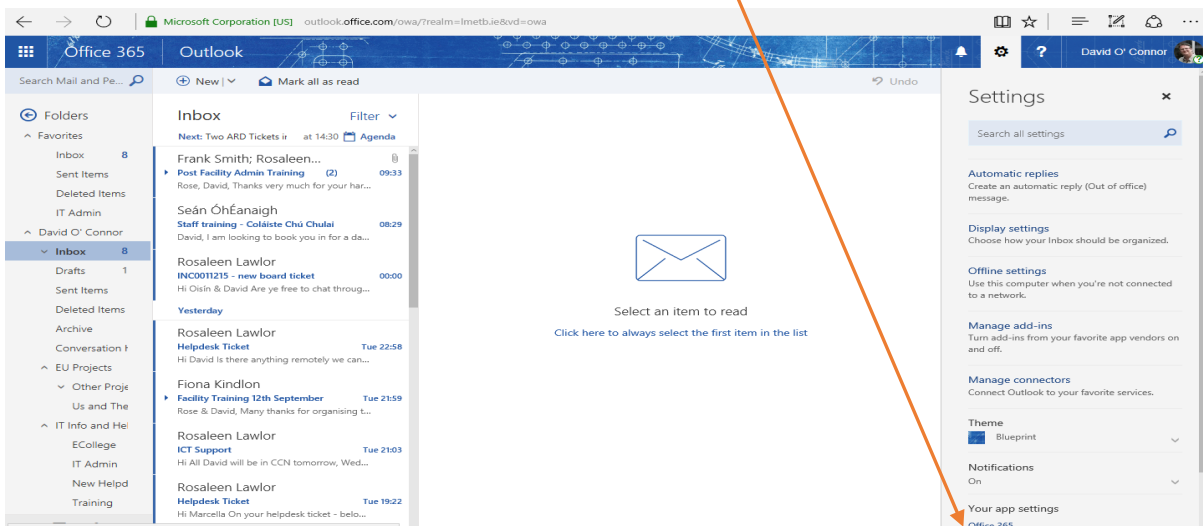 Microsoft Corporation [US] outlook.office.com/owa/?realm=lmetb.ie&vd=owa
Office 365 Outlook ? David O' Connor
Search Mail and Pe... New Mark all as read Undo
Folders
Favorites
Inbox 8
Sent Items
Deleted Items
IT Admin
David O' Connor
Inbox 8
Drafts 1
Sent Items
Deleted Items
Archive
Conversation H
EU Projects
Other Proje
Us and The
IT Info and Hel
ECollege
IT Admin
New Helpd
Training
Inbox Filter
Next: Two ARD Tickets ir at 14:30 Agenda
Frank Smith; Rosaleen...
Post Facility Admin Training (2) 09:33
Rose, David, Thanks very much for your har...
Seán ÓhÉanaigh
Staff training - Coláiste Chú Chulai 08:29
David, I am looking to book you in for a da...
Rosaleen Lawlor
INC0011215 - new board ticket 00:00
Hi Oisín & David Are ye free to chat throug...
Yesterday
Rosaleen Lawlor
Helpdesk Ticket Tue 22:58
Hi David Is there anything remotely we can...
Fiona Kindlon
Facility Training 12th September Tue 21:59
Rose & David, Many thanks for organising t...
Rosaleen Lawlor
ICT Support Tue 21:03
Hi All David will be in CCN tomorrow, Wed...
Rosaleen Lawlor
Helpdesk Ticket Tue 19:22
Hi Marcella On your helpdesk ticket - belo...
Select an item to read
Click here to always select the first item in the list
Settings ×
Search all settings
Automatic replies
Create an automatic reply (Out of office)
message.
Display settings
Choose how your Inbox should be organized.
Offline settings
Use this computer when you're not connected
to a network.
Manage add-ins
Turn add-ins from your favorite app vendors on
and off.
Manage connectors
Connect Outlook to your favorite services.
Theme
Blueprint
Notifications
On
Your app settings
Office 365